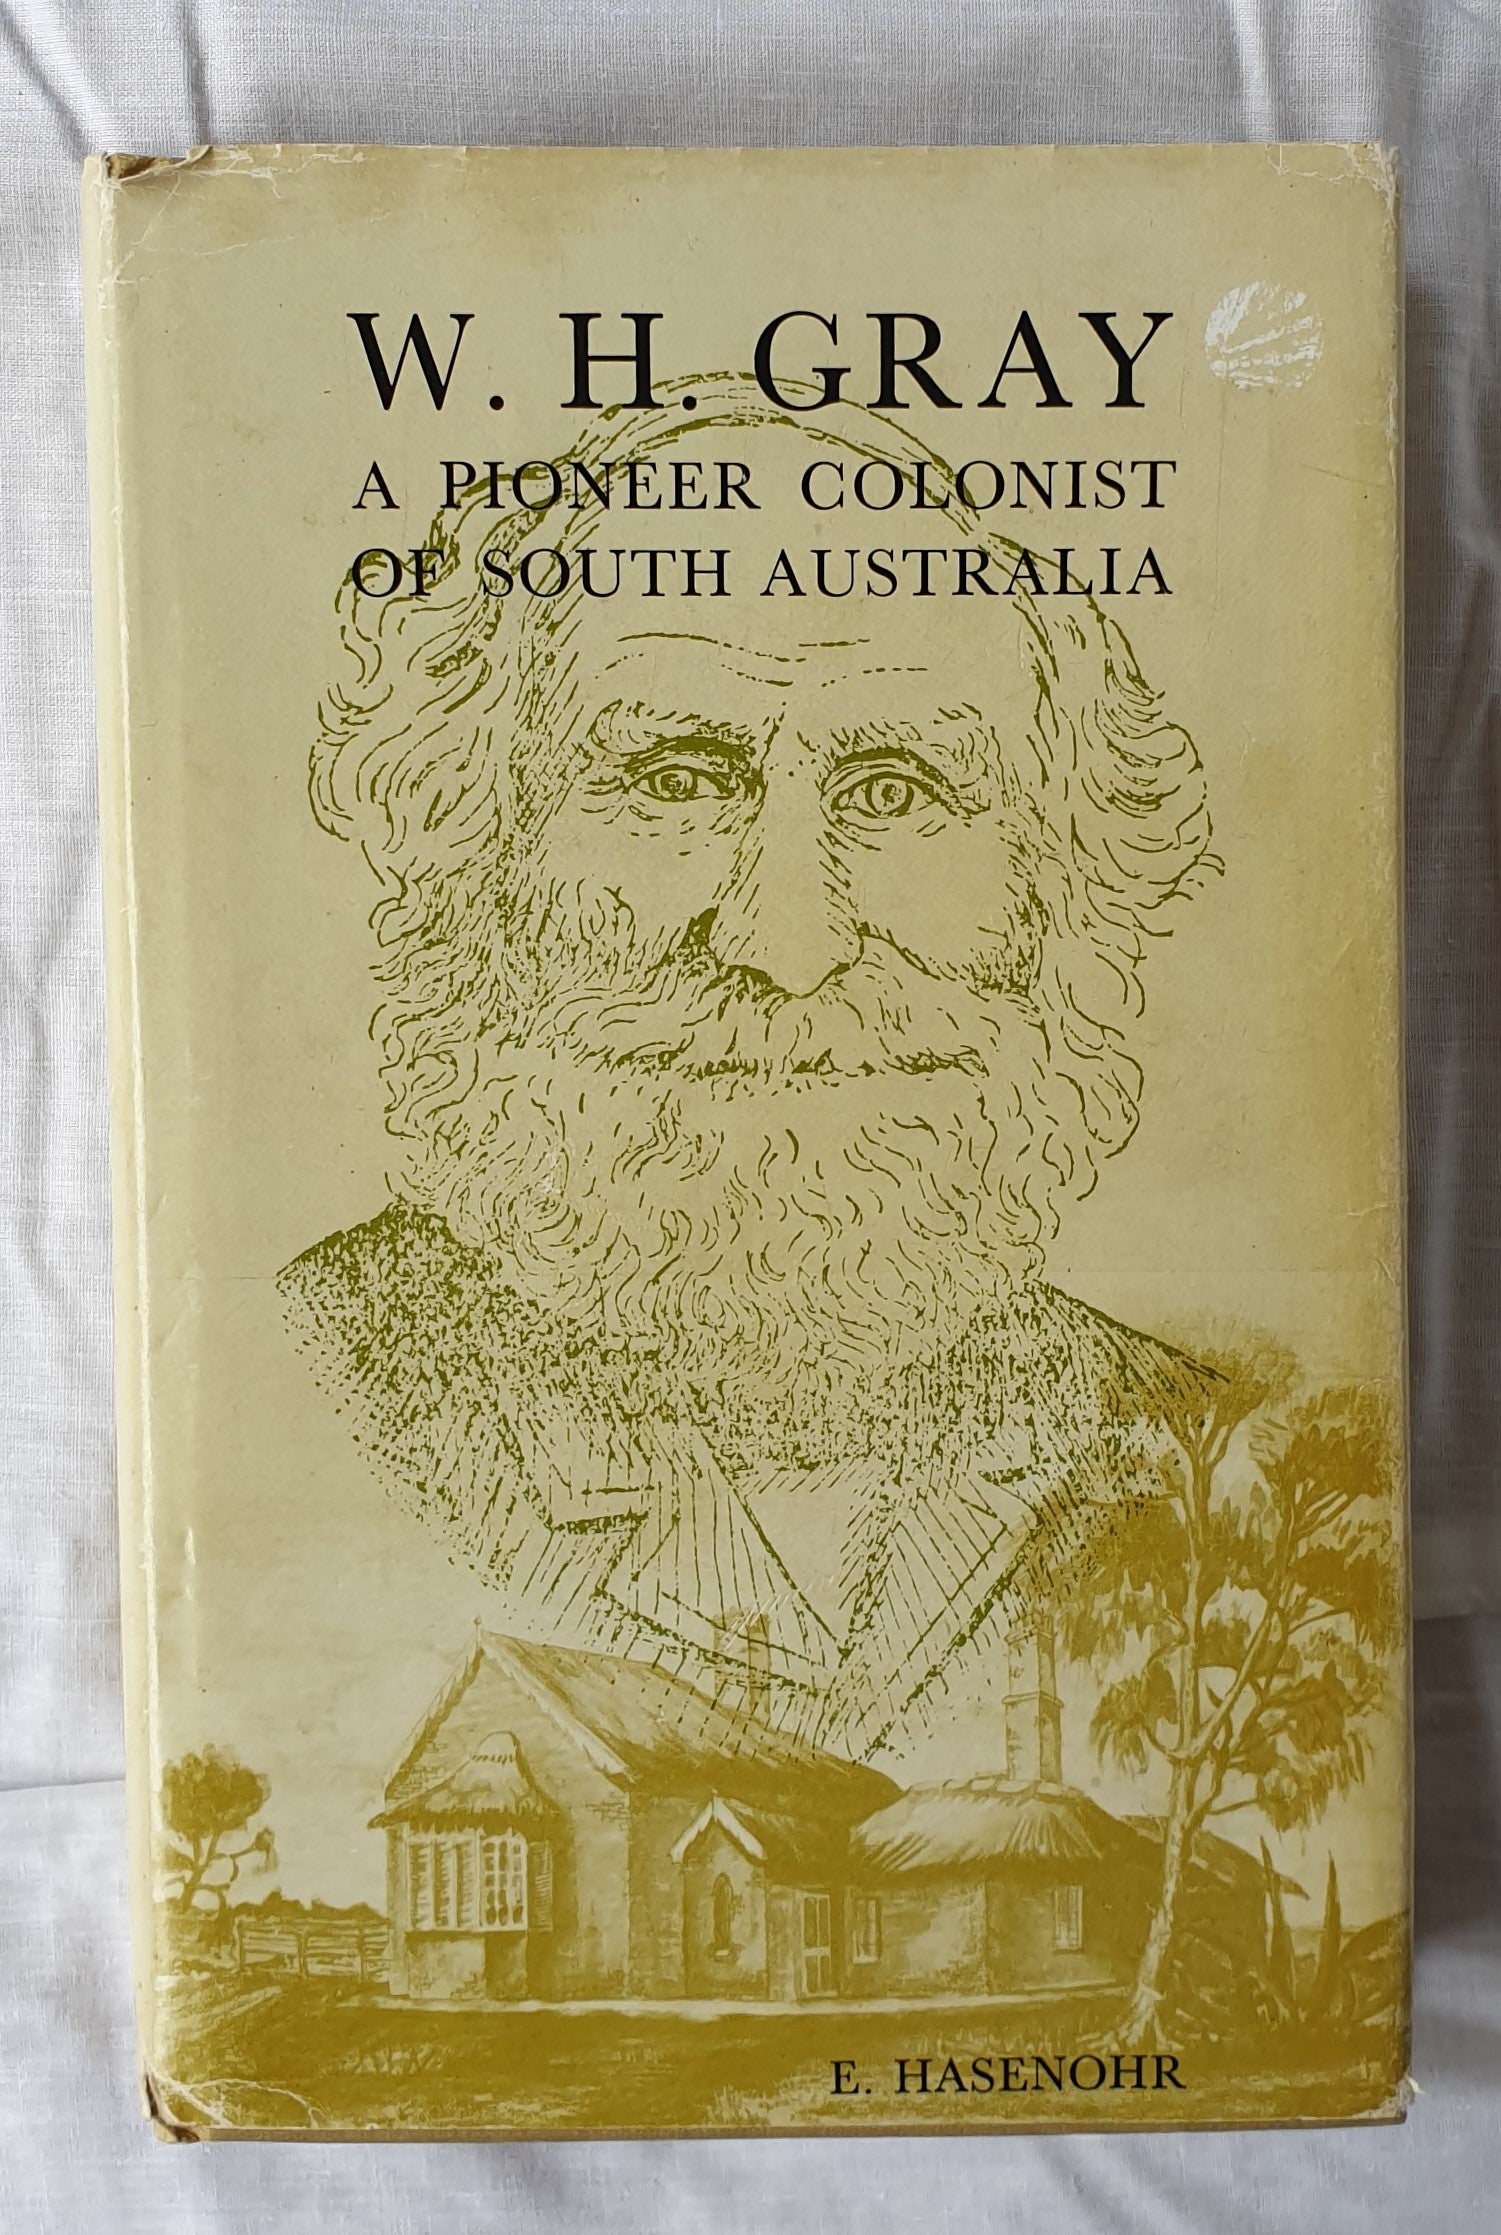 W. H. GRAY
A PIONEER COLONIST
OF SOUTH AUSTRALIA
E. HASENOHR